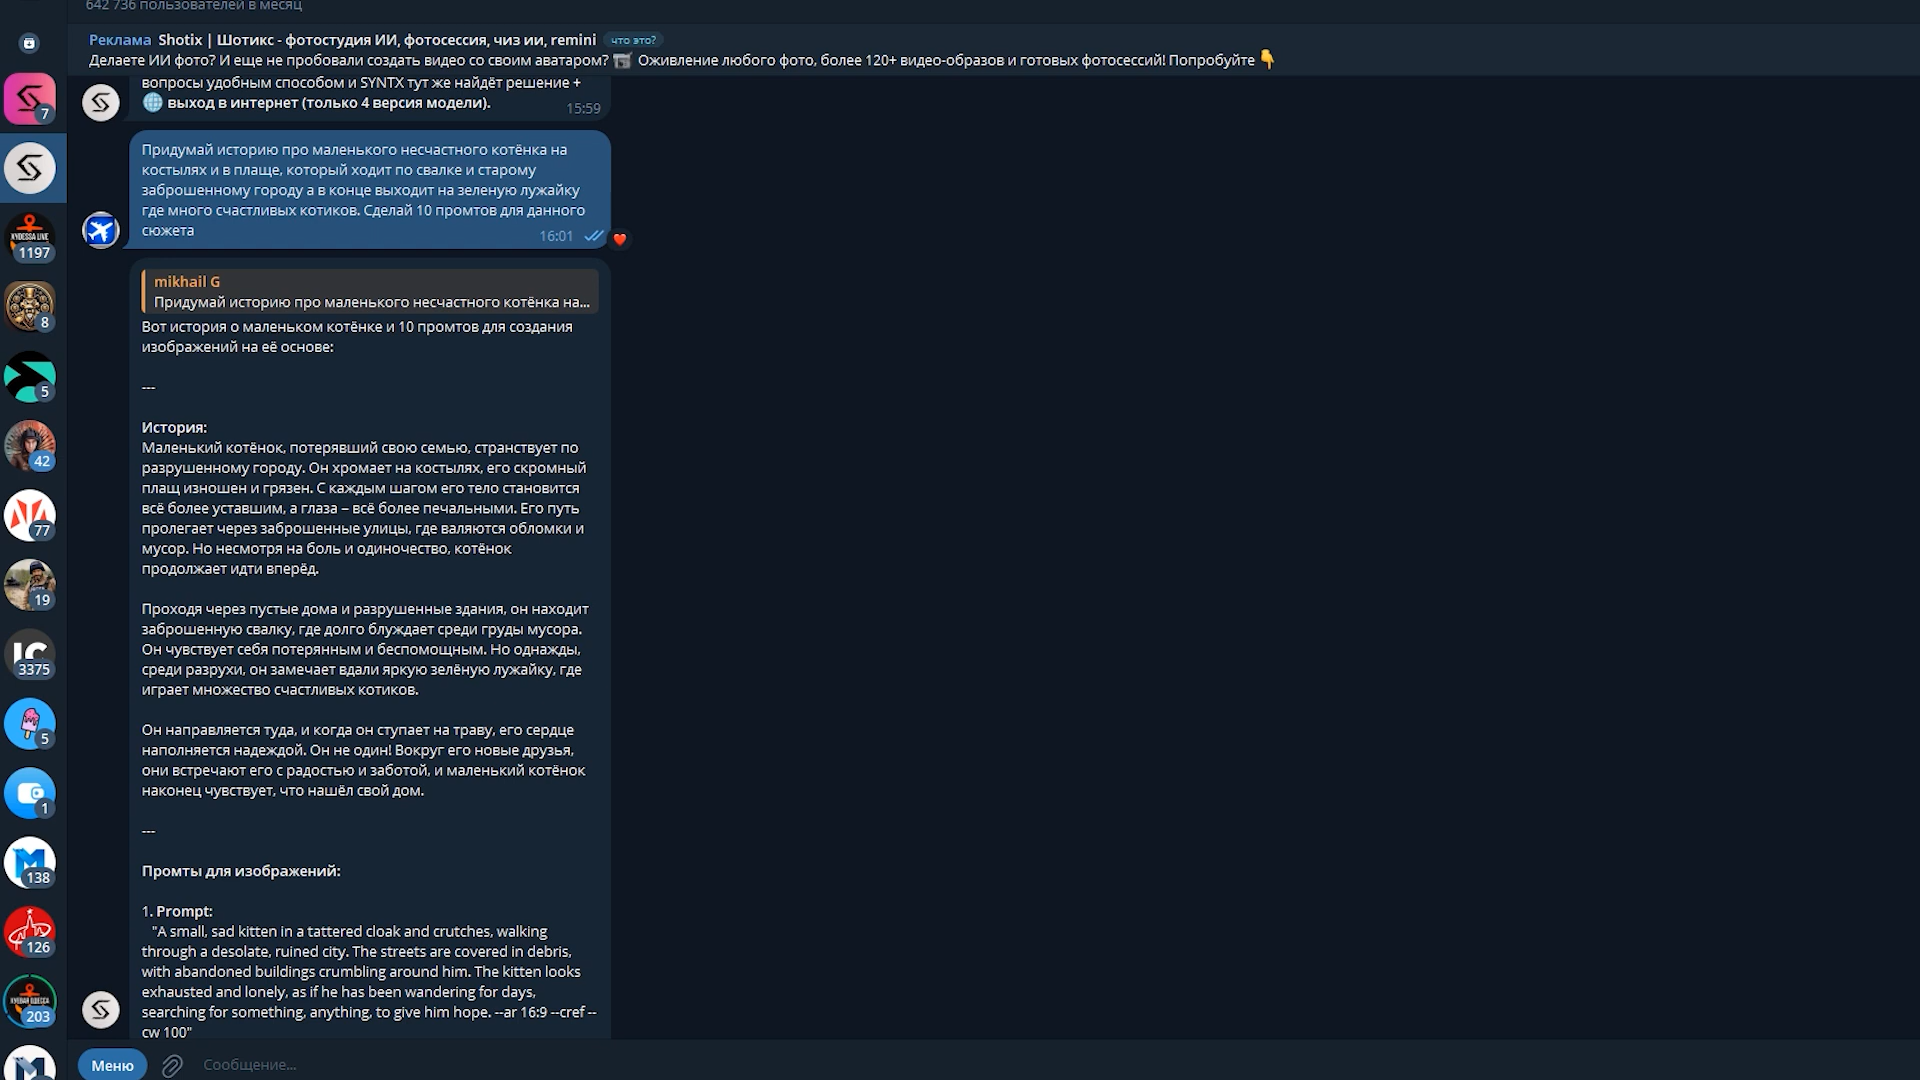 642 736 пользователей в месяц
Реклама Shotix | Шотикс - фотостудия ИИ, фотосессия, чиз ии, remini что это?
Делаете ИИ фото? И еще не пробовали создать видео со своим аватаром? Оживление любого фото, более 120+ видео-образов и готовых фотосессий! Попробуйте
вопросы удобным способом и SYNTX тут же найдёт решение +
выход в интернет (только 4 версия модели).
15:59
7
Придумай историю про маленького несчастного котёнка на
костылях и в плаще, который ходит по свалке и старому
заброшенному городу а в конце выходит на зеленую лужайку
где много счастливых котиков. Сделай 10 промтов для данного
сюжета
16:01
1197
mikhail G
Придумай историю про маленького несчастного котёнка на...
Вот история о маленьком котёнке и 10 промтов для создания
изображений на её основе:
8
---
5
История:
Маленький котёнок, потерявший свою семью, странствует по
разрушенному городу. Он хромает на костылях, его скромный
плащ изношен и грязен. С каждым шагом его тело становится
всё более уставшим, а глаза – всё более печальными. Его путь
пролегает через заброшенные улицы, где валяются обломки и
мусор. Но несмотря на боль и одиночество, котёнок
продолжает идти вперёд.
42
77
19
Проходя через пустые дома и разрушенные здания, он находит
заброшенную свалку, где долго блуждает среди груды мусора.
Он чувствует себя потерянным и беспомощным. Но однажды,
среди разрухи, он замечает вдали яркую зелёную лужайку, где
играет множество счастливых котиков.
3375
Он направляется туда, и когда он ступает на траву, его сердце
наполняется надеждой. Он не один! Вокруг его новые друзья,
они встречают его с радостью и заботой, и маленький котёнок
наконец чувствует, что нашёл свой дом.
5
1
---
Промты для изображений:
138
1. Prompt:
"A small, sad kitten in a tattered cloak and crutches, walking
through a desolate, ruined city. The streets are covered in debris,
with abandoned buildings crumbling around him. The kitten looks
exhausted and lonely, as if he has been wandering for days,
searching for something, anything, to give him hope. --ar 16:9 --cref --
cw 100"
126
203
Меню
Сообщение...